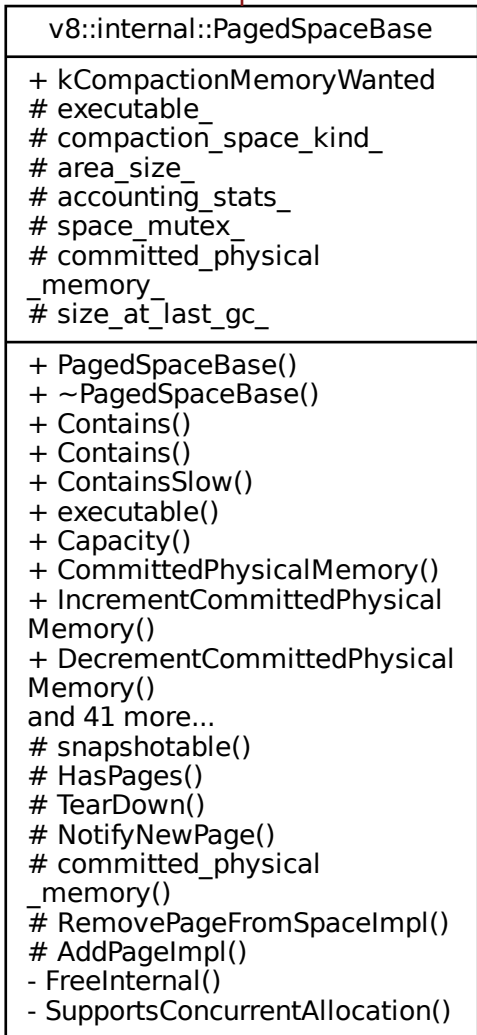 v8::internal::PagedSpaceBase
+ kCompactionMemoryWanted
# executable_
# compaction_space_kind_
# area_size_
# accounting_stats_
# space_mutex_
# committed_physical
_memory_
# size_at_last_gc_
+ PagedSpaceBase()
+ ~PagedSpaceBase()
+ Contains()
+ Contains()
+ ContainsSlow()
+ executable()
+ Capacity()
+ CommittedPhysicalMemory()
+ IncrementCommittedPhysical
Memory()
+ DecrementCommittedPhysical
Memory()
and 41 more...
# snapshotable()
# HasPages()
# TearDown()
# NotifyNewPage()
# committed_physical
_memory()
# RemovePageFromSpaceImpl()
# AddPageImpl()
- FreeInternal()
- SupportsConcurrentAllocation()